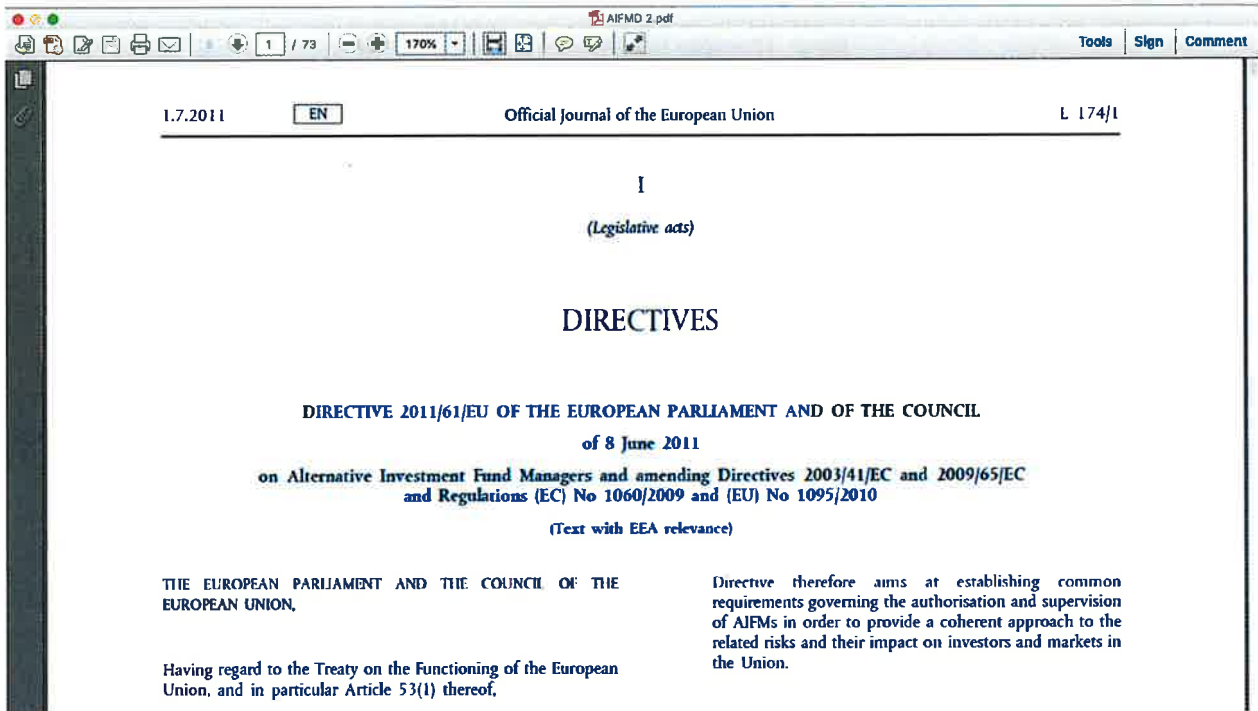 AIFMD 2.pdf
1 / 73 170% Tools Sign Comment
1.7.2011 EN Official Journal of the European Union L 174/1
I
(Legislative acts)
DIRECTIVES
DIRECTIVE 2011/61/EU OF THE EUROPEAN PARLIAMENT AND OF THE COUNCIL
of 8 June 2011
on Alternative Investment Fund Managers and amending Directives 2003/41/EC and 2009/65/EC
and Regulations (EC) No 1060/2009 and (EU) No 1095/2010
(Text with EEA relevance)
THE EUROPEAN PARLIAMENT AND THE COUNCIL OF THE
EUROPEAN UNION,
Having regard to the Treaty on the Functioning of the European
Union, and in particular Article 53(1) thereof,
Directive therefore aims at establishing common
requirements governing the authorisation and supervision
of AIFMs in order to provide a coherent approach to the
related risks and their impact on investors and markets in
the Union.